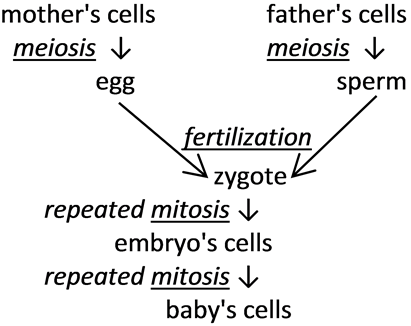 mother's cells father's cells
meiosis meiosis
egg sperm
fertilization
zygote
repeated mitosis
embryo's cells
repeated mitosis
baby's cells